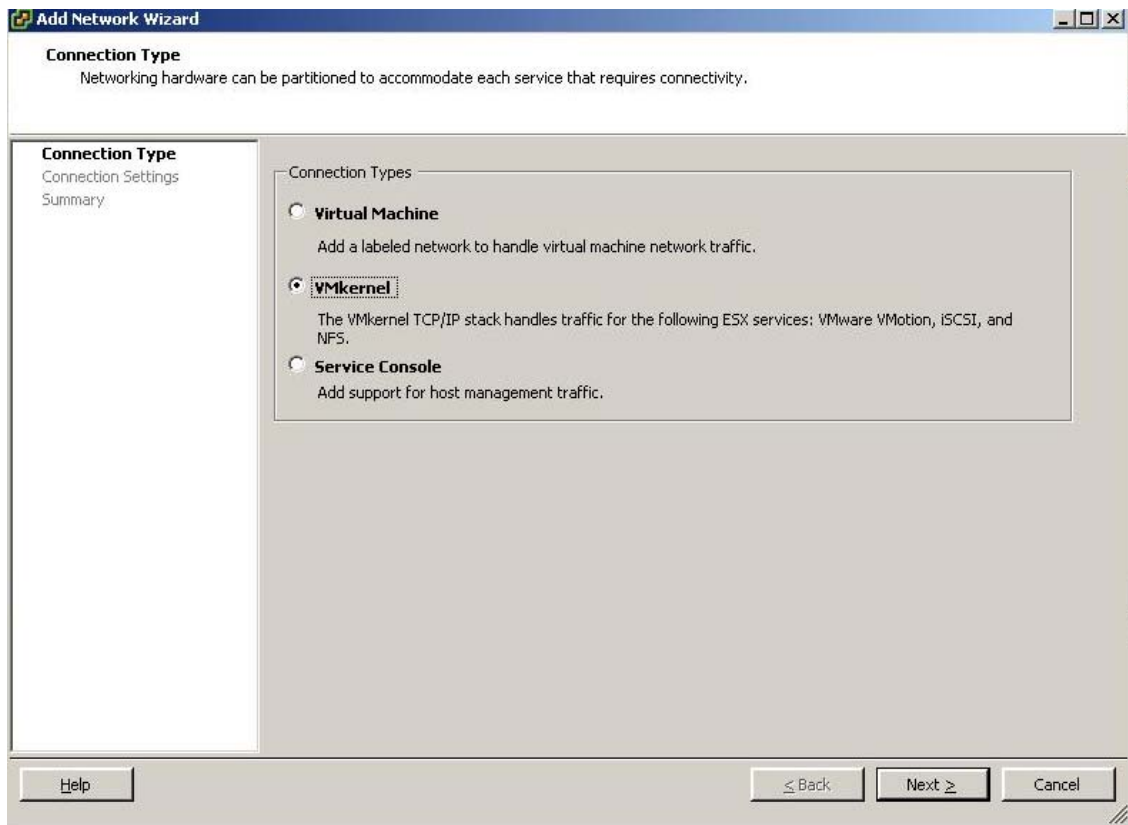 Add Network Wizard
Connection Type
Networking hardware can be partitioned to accommodate each service that requires connectivity.
Connection Type
Connection Settings
Summary
Connection Types
Virtual Machine
Add a labeled network to handle virtual machine network traffic.
VMkernel
The VMkernel TCP/IP stack handles traffic for the following ESX services: VMware VMotion, iSCSI, and
NFS.
Service Console
Add support for host management traffic.
Help
≤ Back
Next ≥
Cancel